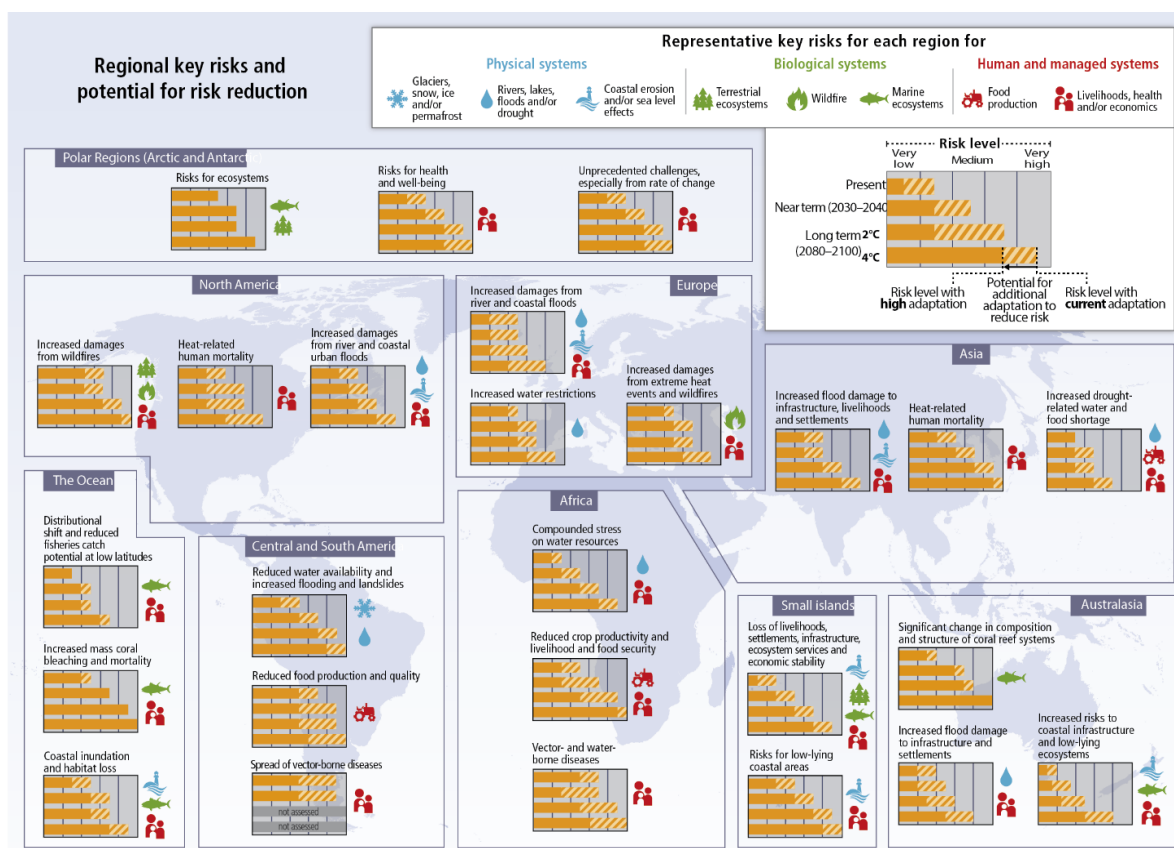 Regional key risks and
potential for risk reduction
Representative key risks for each region for
Physical systems
Biological systems
Human and managed systems
Glaciers,
snow, ice
and/or
permafrost
Rivers, lakes,
floods and/or
drought
Coastal erosion
and/or sea level
effects
Terrestrial
ecosystems
Wildfire
Marine
ecosystems
Food
production
Livelihoods, health
and/or economics
Risk level
Very
low
Medium
Very
high
Present
Near term (2030–2040
Long term 2°C
(2080–2100)
4°C
Risk level with
high adaptation
Potential for
additional
adaptation to
reduce risk
Risk level with
current adaptation
Polar Regions (Arctic and Antarctic
Risks for ecosystems
Risks for health
and well-being
Unprecedented challenges,
especially from rate of change
North America
Increased damages
from wildfires
Heat-related
human mortality
Increased damages
from river and coastal
urban floods
Europe
Increased damages from
river and coastal floods
Increased water restrictions
Increased damages
from extreme heat
events and wildfires
Asia
Increased flood damage to
infrastructure, livelihoods
and settlements
Heat-related
human mortality
Increased drought-
related water and
food shortage
The Ocean
Distributional
shift and reduced
fisheries catch
potential at low latitudes
Increased mass coral
bleaching and mortality
Coastal inundation
and habitat loss
Central and South America
Reduced water availability and
increased flooding and landslides
Reduced food production and quality
Spread of vector-borne diseases
not assessed
not assessed
Africa
Compounded stress
on water resources
Reduced crop productivity and
livelihood and food security
Vector- and water-
borne diseases
Small islands
Loss of livelihoods,
settlements, infrastructure,
ecosystem services and
economic stability
Risks for low-lying
coastal areas
Australasia
Significant change in composition
and structure of coral reef systems
Increased flood damage
to infrastructure and
settlements
Increased risks to
coastal infrastructure
and low-lying
ecosystems